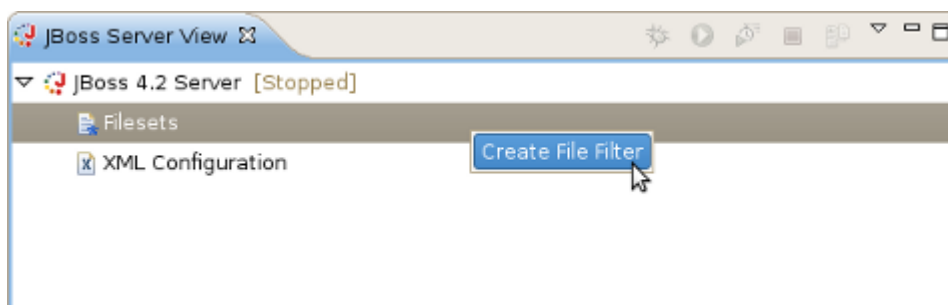 JBoss Server View
JBoss 4.2 Server [Stopped]
Filesets
Create File Filter
XML Configuration